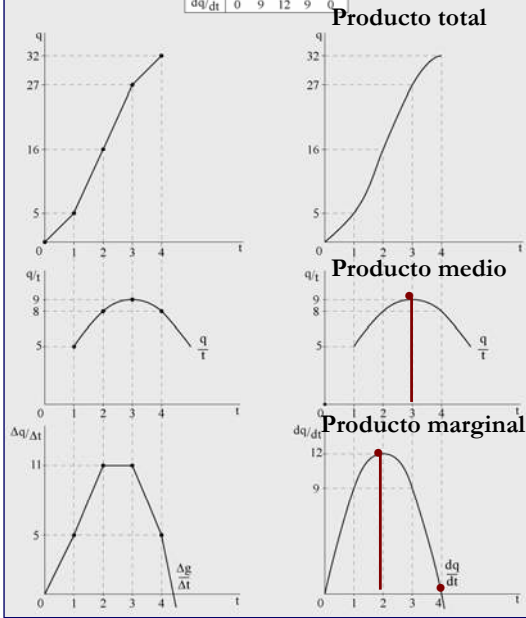 dq/dt 0 9 12 9 0
Producto total
q
32
27
16
5
0 1 2 3 4 t
q
32
27
16
5
0 1 2 3 4 t
q/t
9
8
5
q
t
0 1 2 3 4 t
Producto medio
q/t
9
8
5
q
t
0 1 2 3 4 t
Δq/Δt
11
5
Δg
Δt
0 1 2 3 4 t
Producto marginal
dq/dt
12
9
dq
dt
0 1 2 3 4 t